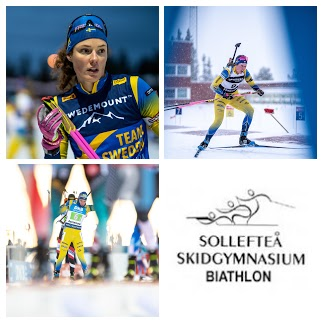 WEDEMOUNT
TEAM
SWEDEN
SOLLEFTEÅ
SKIDGYMNASIUM
BIATHLON